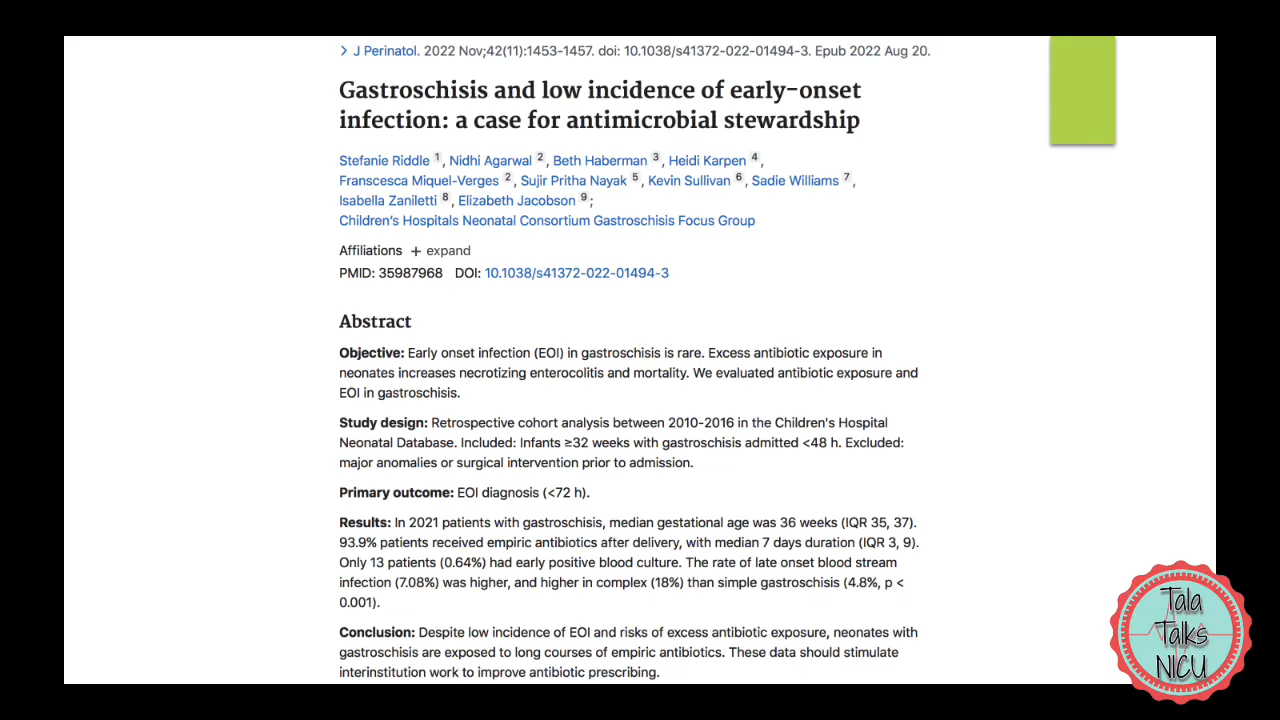 > J Perinatol. 2022 Nov;42(11):1453-1457. doi: 10.1038/s41372-022-01494-3. Epub 2022 Aug 20.
Gastroschisis and low incidence of early-onset
infection: a case for antimicrobial stewardship
Stefanie Riddle 1, Nidhi Agarwal 2, Beth Haberman 3, Heidi Karpen 4,
Franscesca Miquel-Verges 2, Sujir Pritha Nayak 5, Kevin Sullivan 6, Sadie Williams 7,
Isabella Zaniletti 8, Elizabeth Jacobson 9;
Children's Hospitals Neonatal Consortium Gastroschisis Focus Group
Affiliations + expand
PMID: 35987968 DOI: 10.1038/s41372-022-01494-3
Abstract
Objective: Early onset infection (EOI) in gastroschisis is rare. Excess antibiotic exposure in
neonates increases necrotizing enterocolitis and mortality. We evaluated antibiotic exposure and
EOI in gastroschisis.
Study design: Retrospective cohort analysis between 2010-2016 in the Children's Hospital
Neonatal Database. Included: Infants ≥32 weeks with gastroschisis admitted <48 h. Excluded:
major anomalies or surgical intervention prior to admission.
Primary outcome: EOI diagnosis (<72 h).
Results: In 2021 patients with gastroschisis, median gestational age was 36 weeks (IQR 35, 37).
93.9% patients received empiric antibiotics after delivery, with median 7 days duration (IQR 3, 9).
Only 13 patients (0.64%) had early positive blood culture. The rate of late onset blood stream
infection (7.08%) was higher, and higher in complex (18%) than simple gastroschisis (4.8%, p <
0.001).
Conclusion: Despite low incidence of EOI and risks of excess antibiotic exposure, neonates with
gastroschisis are exposed to long courses of empiric antibiotics. These data should stimulate
interinstitution work to improve antibiotic prescribing.
Tala
Talks
NICU